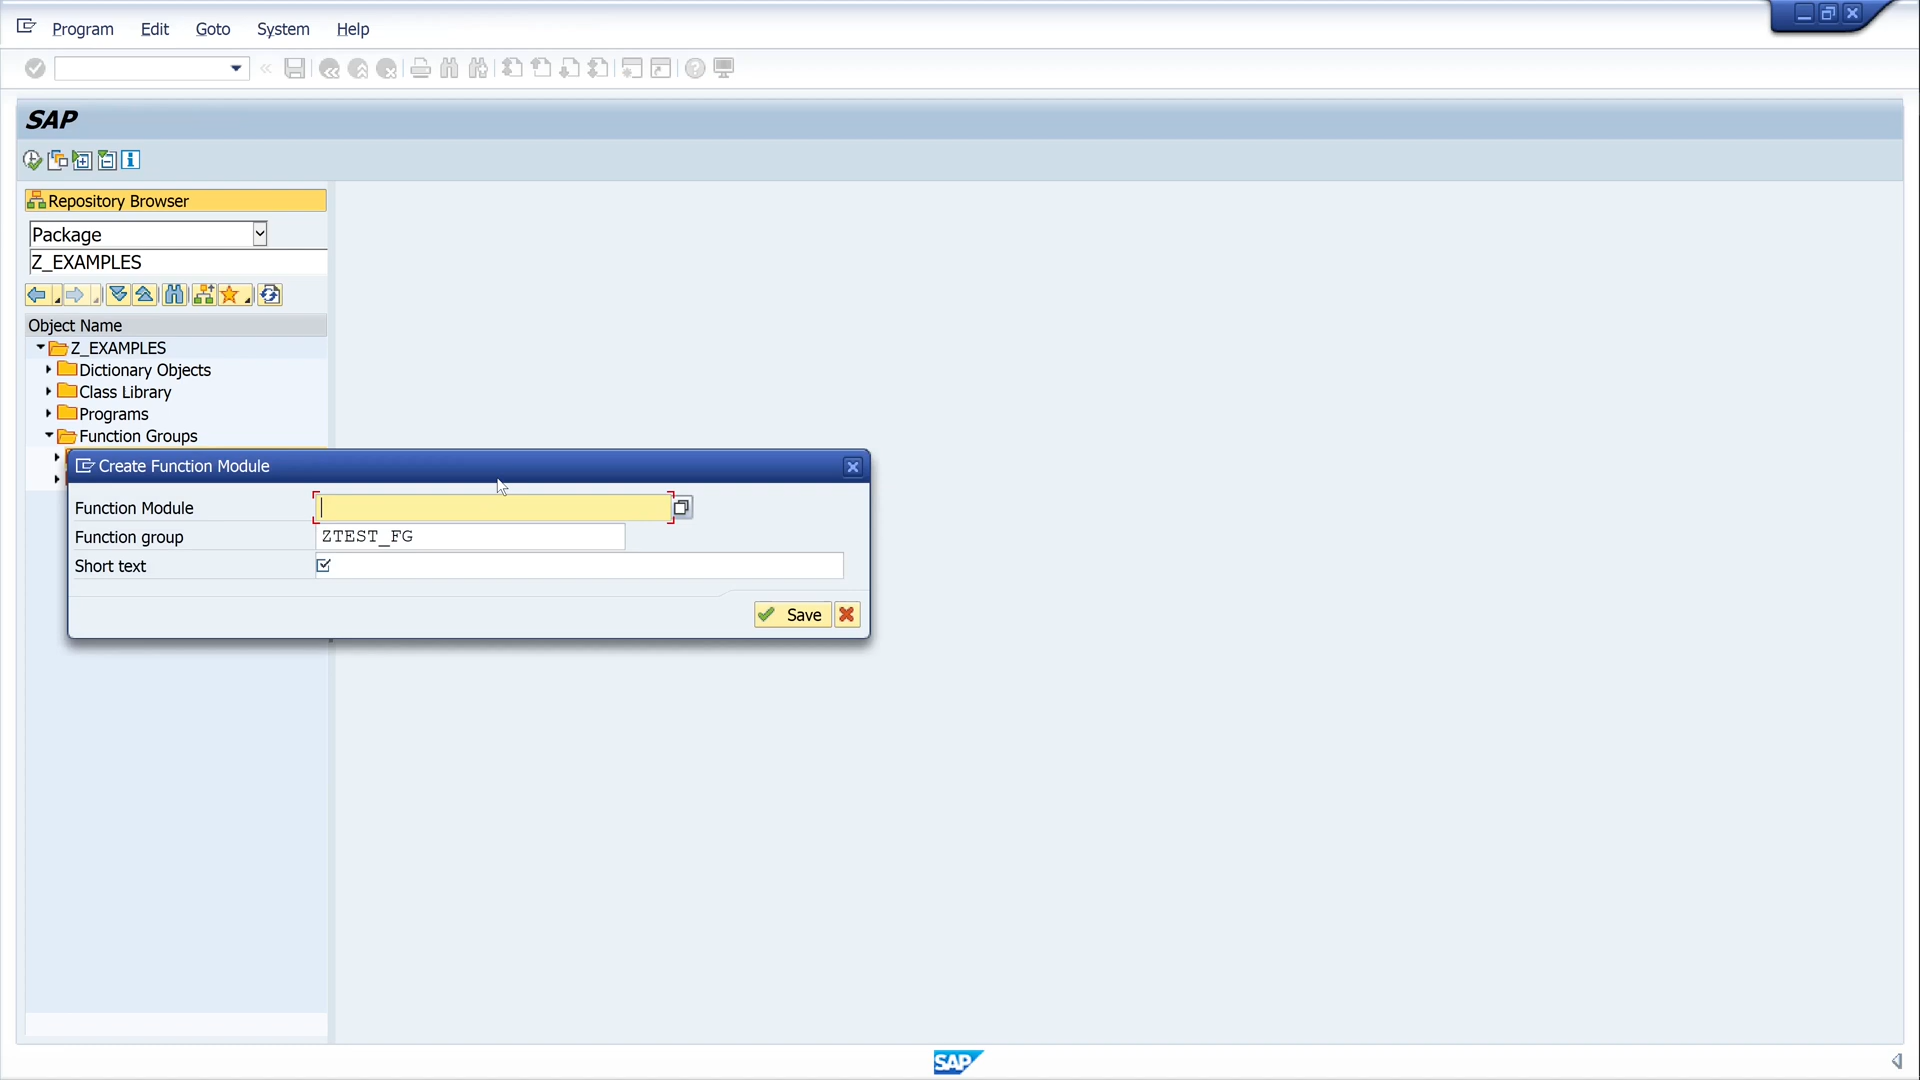 Program Edit Goto System Help
SAP
Repository Browser
Package
Z_EXAMPLES
Object Name
Z_EXAMPLES
Dictionary Objects
Class Library
Programs
Function Groups
Create Function Module
Function Module
Function group ZTEST_FG
Short text
Save
SAP